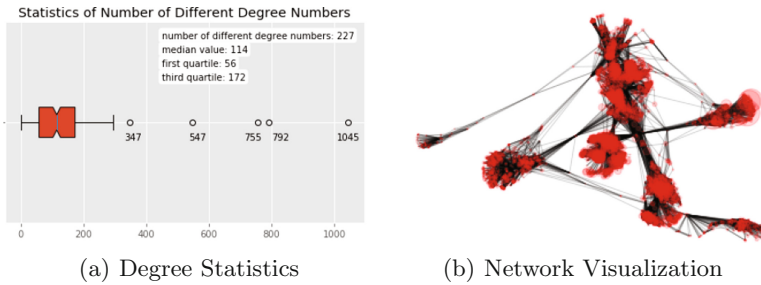 Statistics of Number of Different Degree Numbers
number of different degree numbers: 227
median value: 114
first quartile: 56
third quartile: 172
347 547 755 792 1045
0 200 400 600 800 1000
(a) Degree Statistics (b) Network Visualization